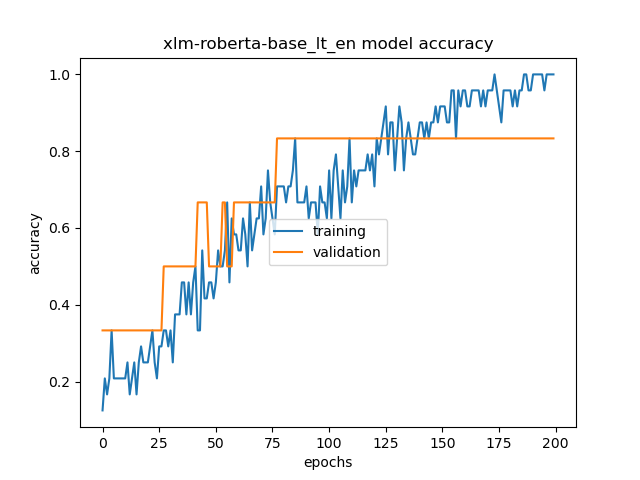 xlm-roberta-base_lt_en model accuracy
1.0
0.8
0.6
0.4
0.2
accuracy
training
validation
0 25 50 75 100 125 150 175 200
epochs